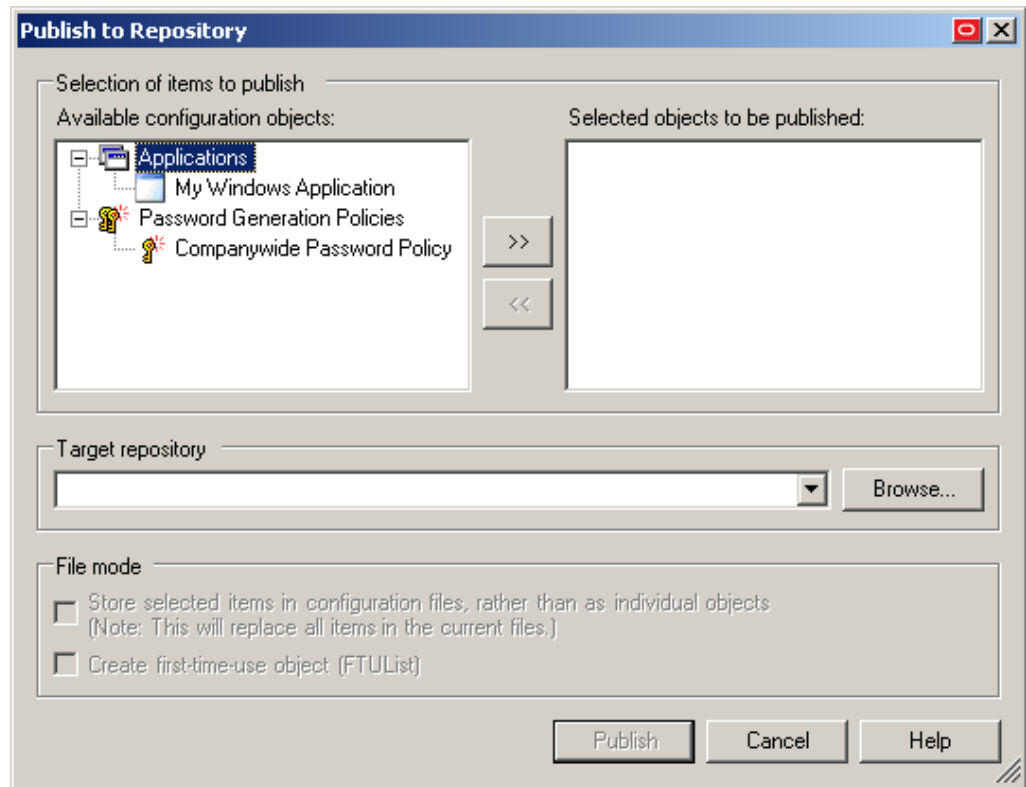 Publish to Repository
Selection of items to publish
Available configuration objects:
Selected objects to be published:
Applications
My Windows Application
Password Generation Policies
Companywide Password Policy
>>
<<
Target repository
Browse...
File mode
Store selected items in configuration files, rather than as individual objects
(Note: This will replace all items in the current files.)
Create first-time-use object (FTUList)
Publish
Cancel
Help